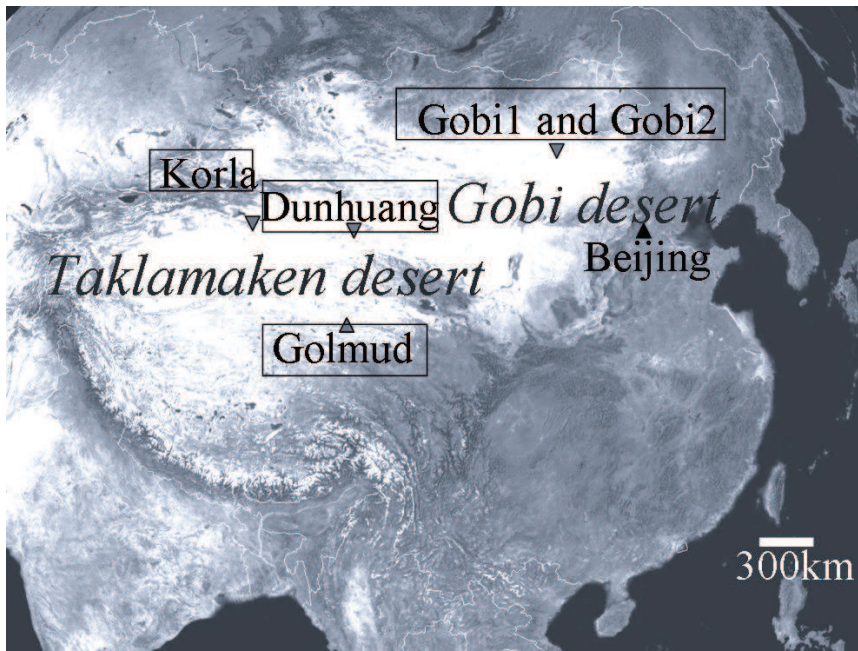 Gobi1 and Gobi2
Korla
Dunhuang
Gobi desert
Beijing
Taklamaken desert
Golmud
300km